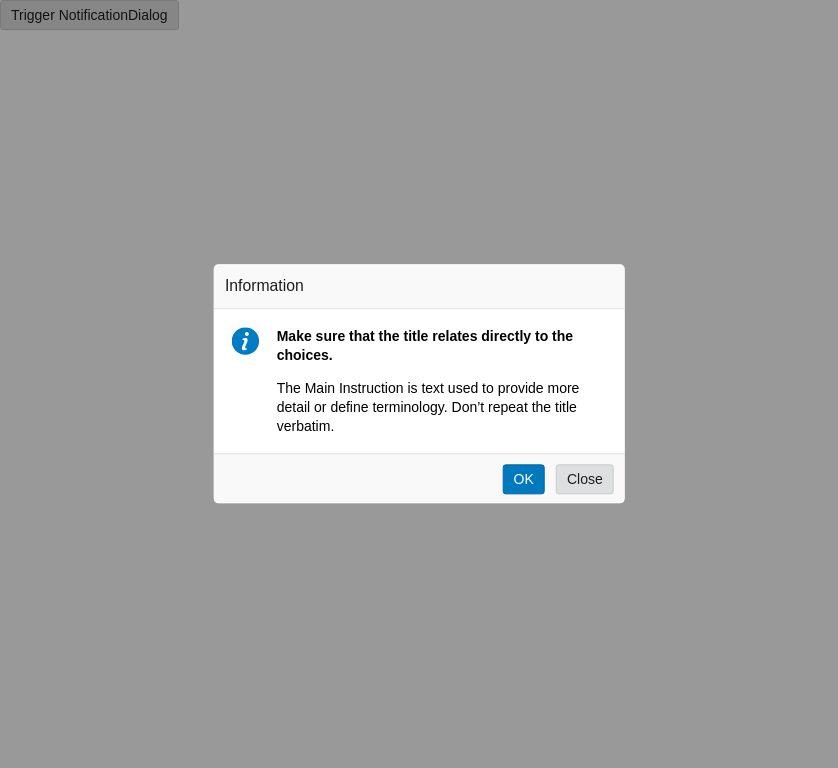 Trigger NotificationDialog
Information
Make sure that the title relates directly to the
choices.
The Main Instruction is text used to provide more
detail or define terminology. Don’t repeat the title
verbatim.
OK
Close